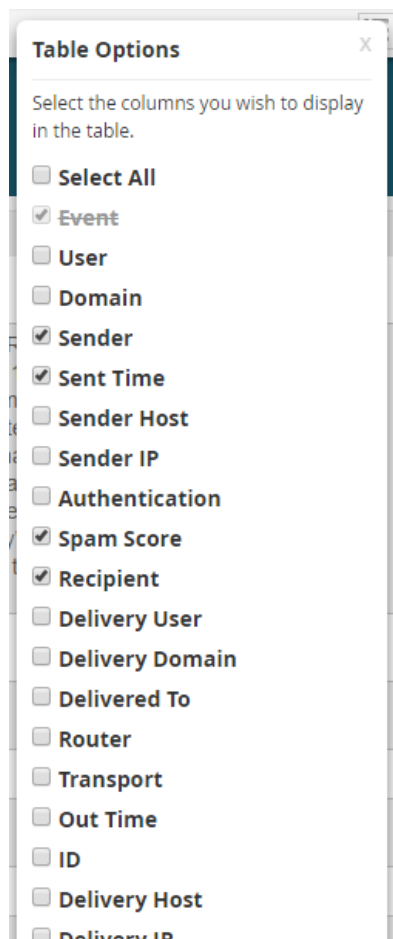 Table Options
X
Select the columns you wish to display
in the table.
Select All
Event
User
Domain
Sender
Sent Time
Sender Host
Sender IP
Authentication
Spam Score
Recipient
Delivery User
Delivery Domain
Delivered To
Router
Transport
Out Time
ID
Delivery Host
Delivery IP